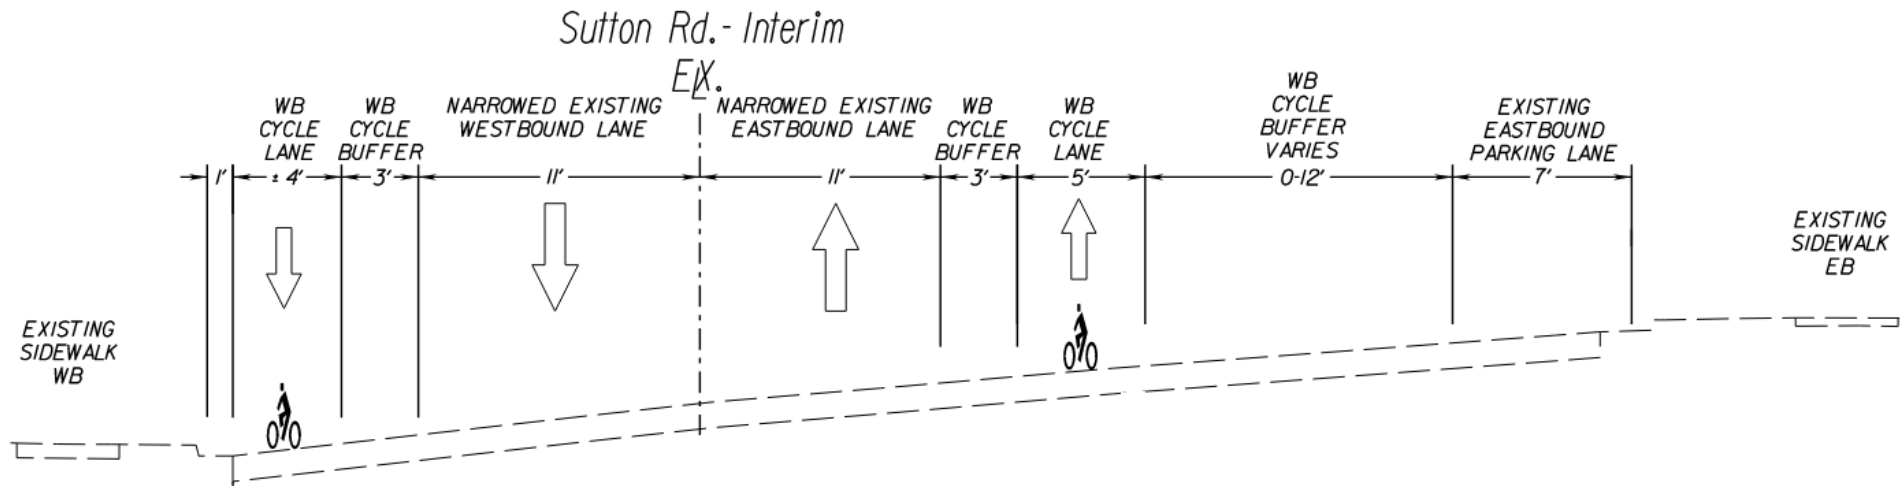 Sutton Rd.- Interim
EX.
WB
CYCLE
LANE
WB
CYCLE
BUFFER
NARROWED EXISTING
WESTBOUND LANE
NARROWED EXISTING
EASTBOUND LANE
WB
CYCLE
BUFFER
WB
CYCLE
LANE
WB
CYCLE
BUFFER
VARIES
EXISTING
EASTBOUND
PARKING LANE
1'
± 4'
3'
11'
11'
3'
5'
0-12'
7'
EXISTING
SIDEWALK
WB
EXISTING
SIDEWALK
EB